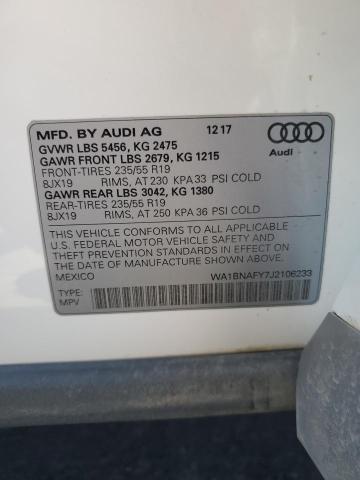 MFD. BY AUDI AG 12 17
GVWR LBS 5456, KG 2475
GAWR FRONT LBS 2679, KG 1215
FRONT-TIRES 235/55 R19
8JX19 RIMS, AT 230 KPA 33 PSI COLD
GAWR REAR LBS 3042, KG 1380
REAR-TIRES 235/55 R19
8JX19 RIMS, AT 250 KPA 36 PSI COLD
Audi
THIS VEHICLE CONFORMS TO ALL APPLICABLE
U.S. FEDERAL MOTOR VEHICLE SAFETY, BUMPER, AND
THEFT PREVENTION STANDARDS IN EFFECT ON THE
DATE OF MANUFACTURE SHOWN ABOVE.
MEXICO WA1BNAFY7J2106233
TYPE:
MPV